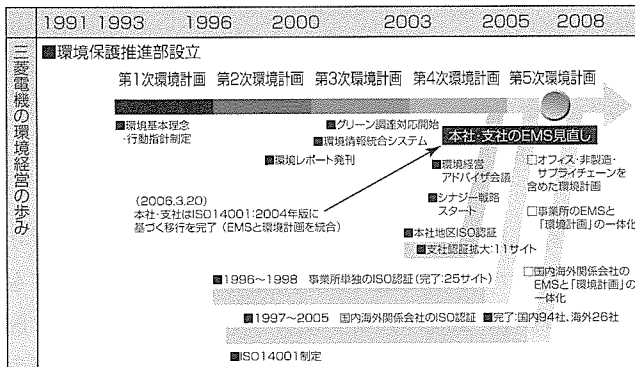 1991 1993 1996 2000 2003 2005 2008
三菱電機の環境経営の歩み
■環境保護推進部設立
第1次環境計画 第2次環境計画 第3次環境計画 第4次環境計画 第5次環境計画
■環境基本理念
・行動指針制定
■グリーン調達対応開始
■環境情報統合システム
■環境レポート発刊
本社・支社のEMS見直し
■環境経営
アドバイザ会議
■シナジー戦略
スタート
□オフィス・非製造・
サプライチェーンを
含めた環境計画
□事業所のEMSと
「環境計画」の一体化
(2006.3.20)
本社・支社はISO14001:2004年版に
基づく移行を完了(EMSと環境計画を統合)
■本社地区ISO認証
■支社認証拡大:11サイト
□国内海外関係会社の
EMSと「環境計画」の
一体化
■1996~1998 事業所単独のISO認証(完了:25サイト)
■1997~2005 国内海外関係会社のISO認証 ■完了:国内94社、海外26社
■ISO14001制定